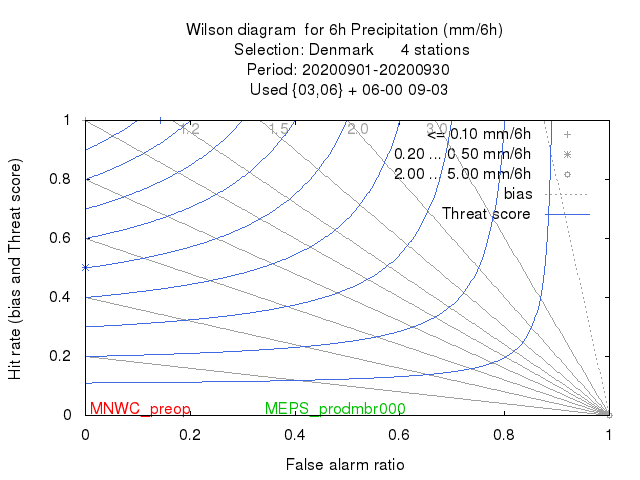 Wilson diagram  for 6h Precipitation (mm/6h)
Selection: Denmark      4 stations
Period: 20200901-20200930
Used {03,06} + 06-00 09-03
1.2 1.5 2.0 3.0
<= 0.10 mm/6h
0.20 ... 0.50 mm/6h
2.00 ... 5.00 mm/6h
bias
Threat score
Hit rate (bias and Threat score)
1
0.8
0.6
0.4
0.2
0
MNWC_preop MEPS_prodmbr000
0 0.2 0.4 0.6 0.8 1
False alarm ratio